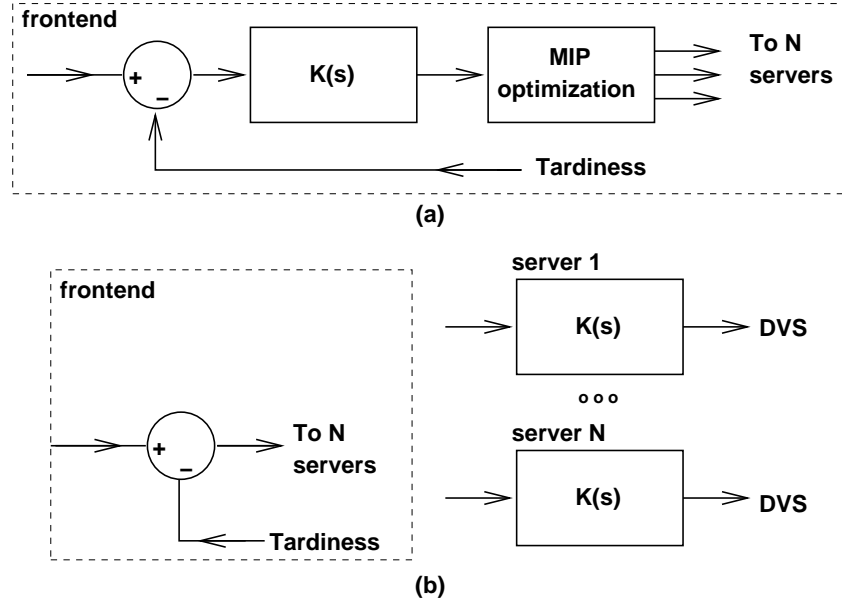 frontend
+
−
K(s)
MIP
optimization
To N
servers
Tardiness
(a)
frontend
+
−
To N
servers
Tardiness
server 1
K(s)
DVS
o o o
server N
K(s)
DVS
(b)